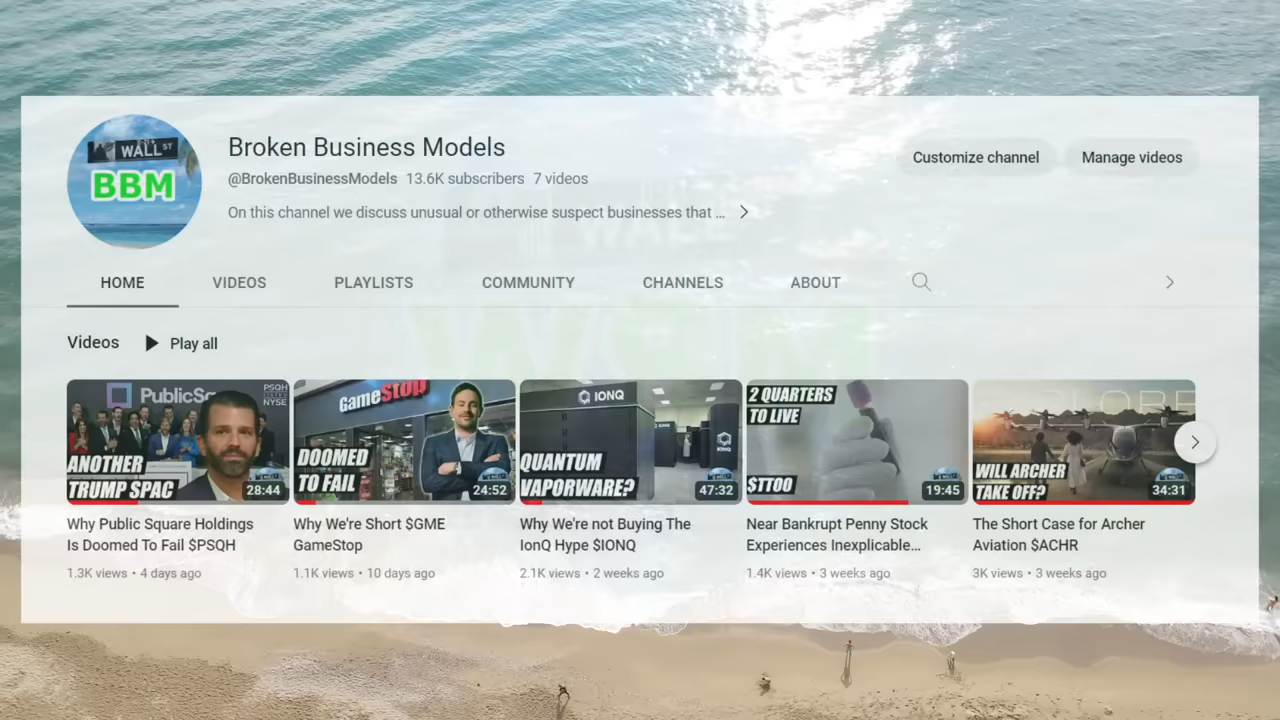 WALL ST
BBM
Broken Business Models
@BrokenBusinessModels 13.6K subscribers 7 videos
On this channel we discuss unusual or otherwise suspect businesses that ...
Customize channel
Manage videos
HOME
VIDEOS
PLAYLISTS
COMMUNITY
CHANNELS
ABOUT
Videos
Play all
PublicSq
PSQH
NYSE
ANOTHER
TRUMP SPAC
28:44
GameStop
DOOMED
TO FAIL
24:52
IONQ
IONQ
QUANTUM
VAPORWARE?
47:32
2 QUARTERS
TO LIVE
$TTOO
19:45
GLOBE
WILL ARCHER
TAKE OFF?
34:31
Why Public Square Holdings
Is Doomed To Fail $PSQH
1.3K views • 4 days ago
Why We're Short $GME
GameStop
1.1K views • 10 days ago
Why We're not Buying The
IonQ Hype $IONQ
2.1K views • 2 weeks ago
Near Bankrupt Penny Stock
Experiences Inexplicable...
1.4K views • 3 weeks ago
The Short Case for Archer
Aviation $ACHR
3K views • 3 weeks ago